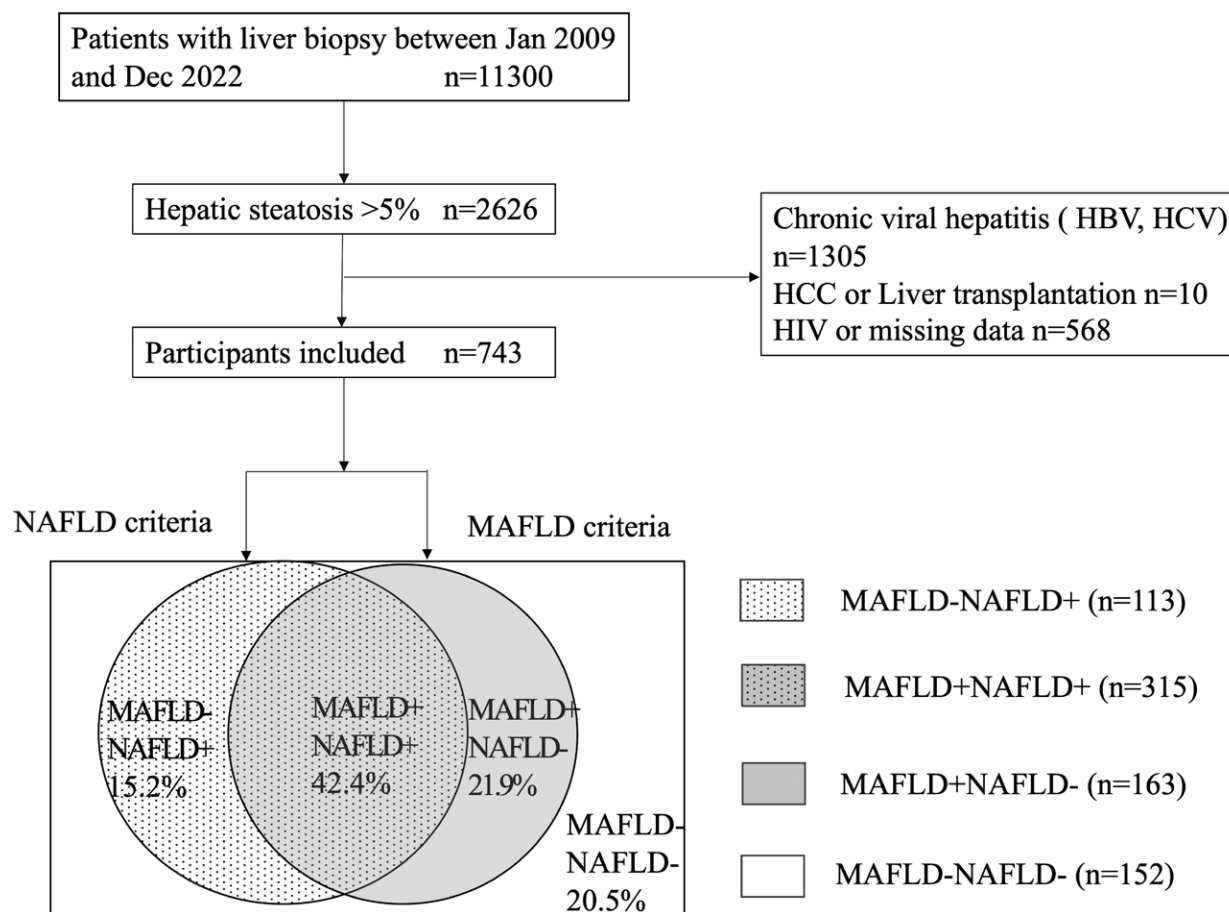 Patients with liver biopsy between Jan 2009
and Dec 2022 n=11300
Hepatic steatosis >5% n=2626
Chronic viral hepatitis ( HBV, HCV)
n=1305
HCC or Liver transplantation n=10
HIV or missing data n=568
Participants included n=743
NAFLD criteria
MAFLD criteria
MAFLD-
NAFLD+
15.2%
MAFLD+
NAFLD+
42.4%
MAFLD+
NAFLD-
21.9%
MAFLD-
NAFLD-
20.5%
MAFLD-NAFLD+ (n=113)
MAFLD+NAFLD+ (n=315)
MAFLD+NAFLD- (n=163)
MAFLD-NAFLD- (n=152)